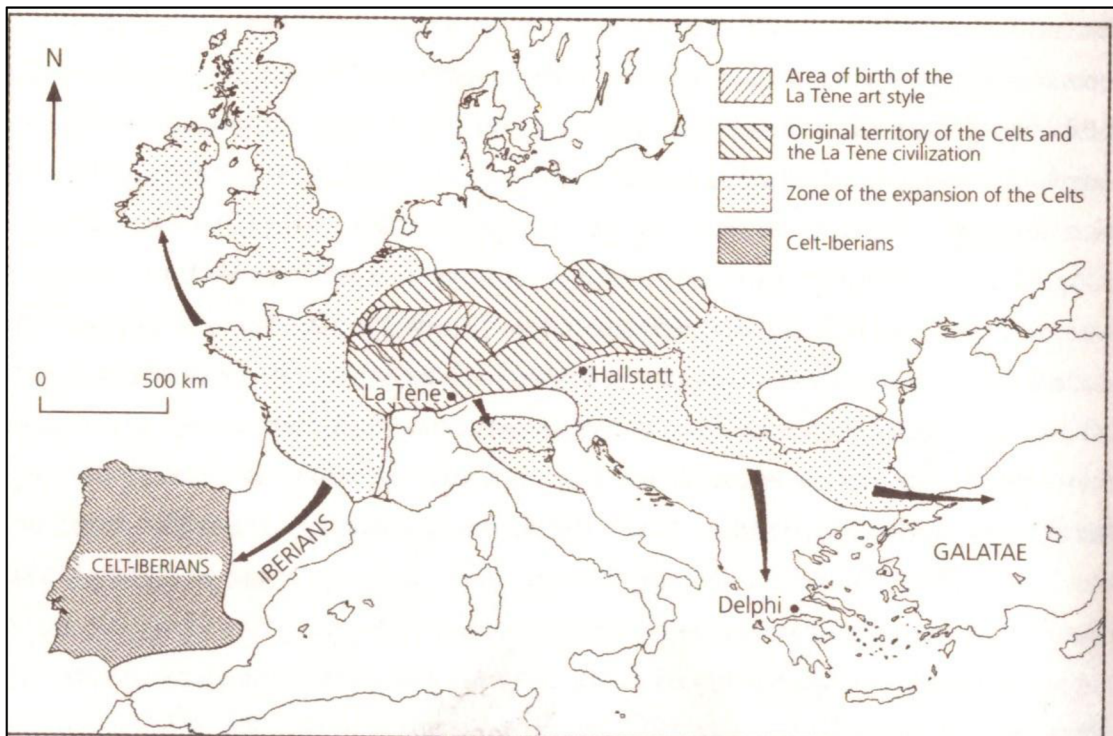 N
Area of birth of the
La Tène art style
Original territory of the Celts and
the La Tène civilization
Zone of the expansion of the Celts
Celt-Iberians
0 500 km
Hallstatt
La Tène
CELT-IBERIANS
IBERIANS
GALATAE
Delphi